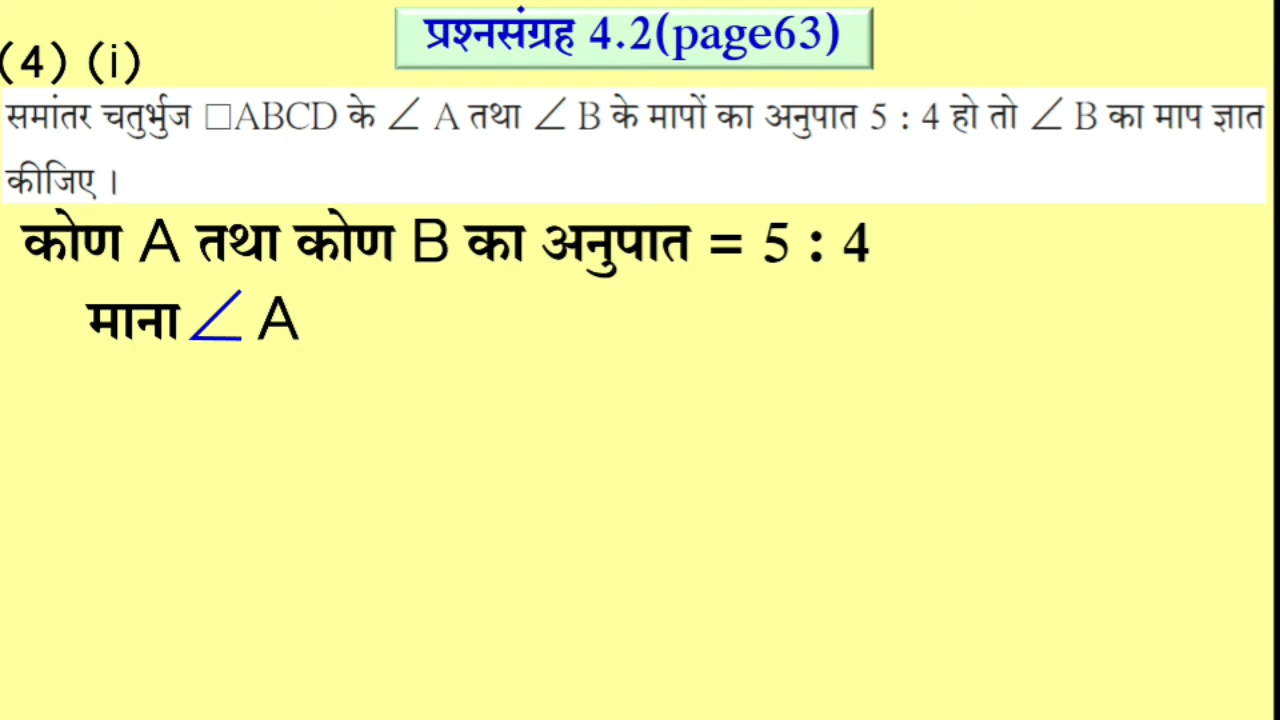 प्रश्नसंग्रह 4.2(page63)
(4) (i)
समांतर चतुर्भुज □ABCD के ∠ A तथा ∠ B के मापों का अनुपात 5 : 4 हो तो ∠ B का माप ज्ञात
कीजिए ।
कोण A तथा कोण B का अनुपात = 5 : 4
माना ∠ A